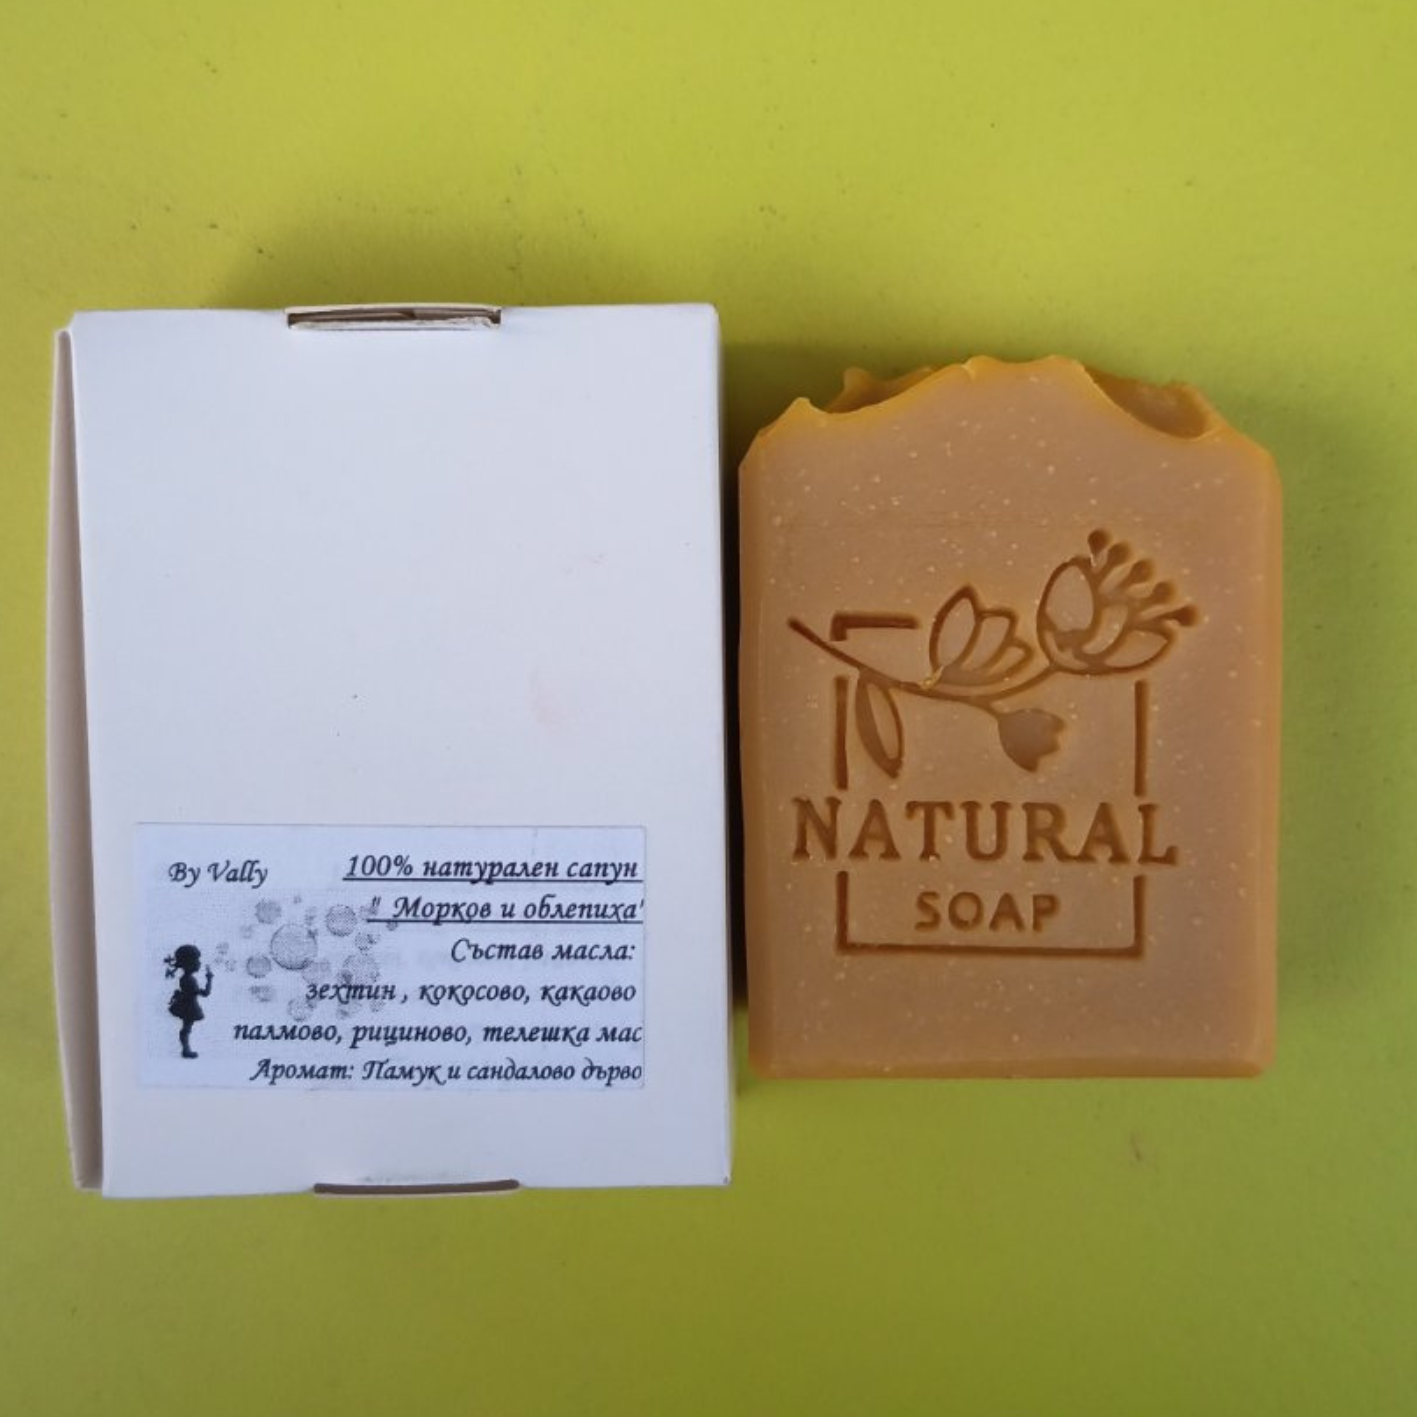 By Vally
100% натурален сапун
" Морков и облепиха'
Състав масла:
зехтин , кокосово, какаово
палмово, рициново, телешка мас
Аромат: Памук и сандалово дърво
NATURAL
SOAP